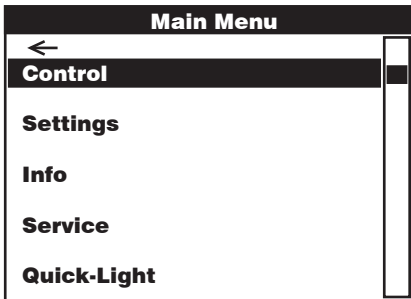 Main Menu
←
Control
Settings
Info
Service
Quick-Light